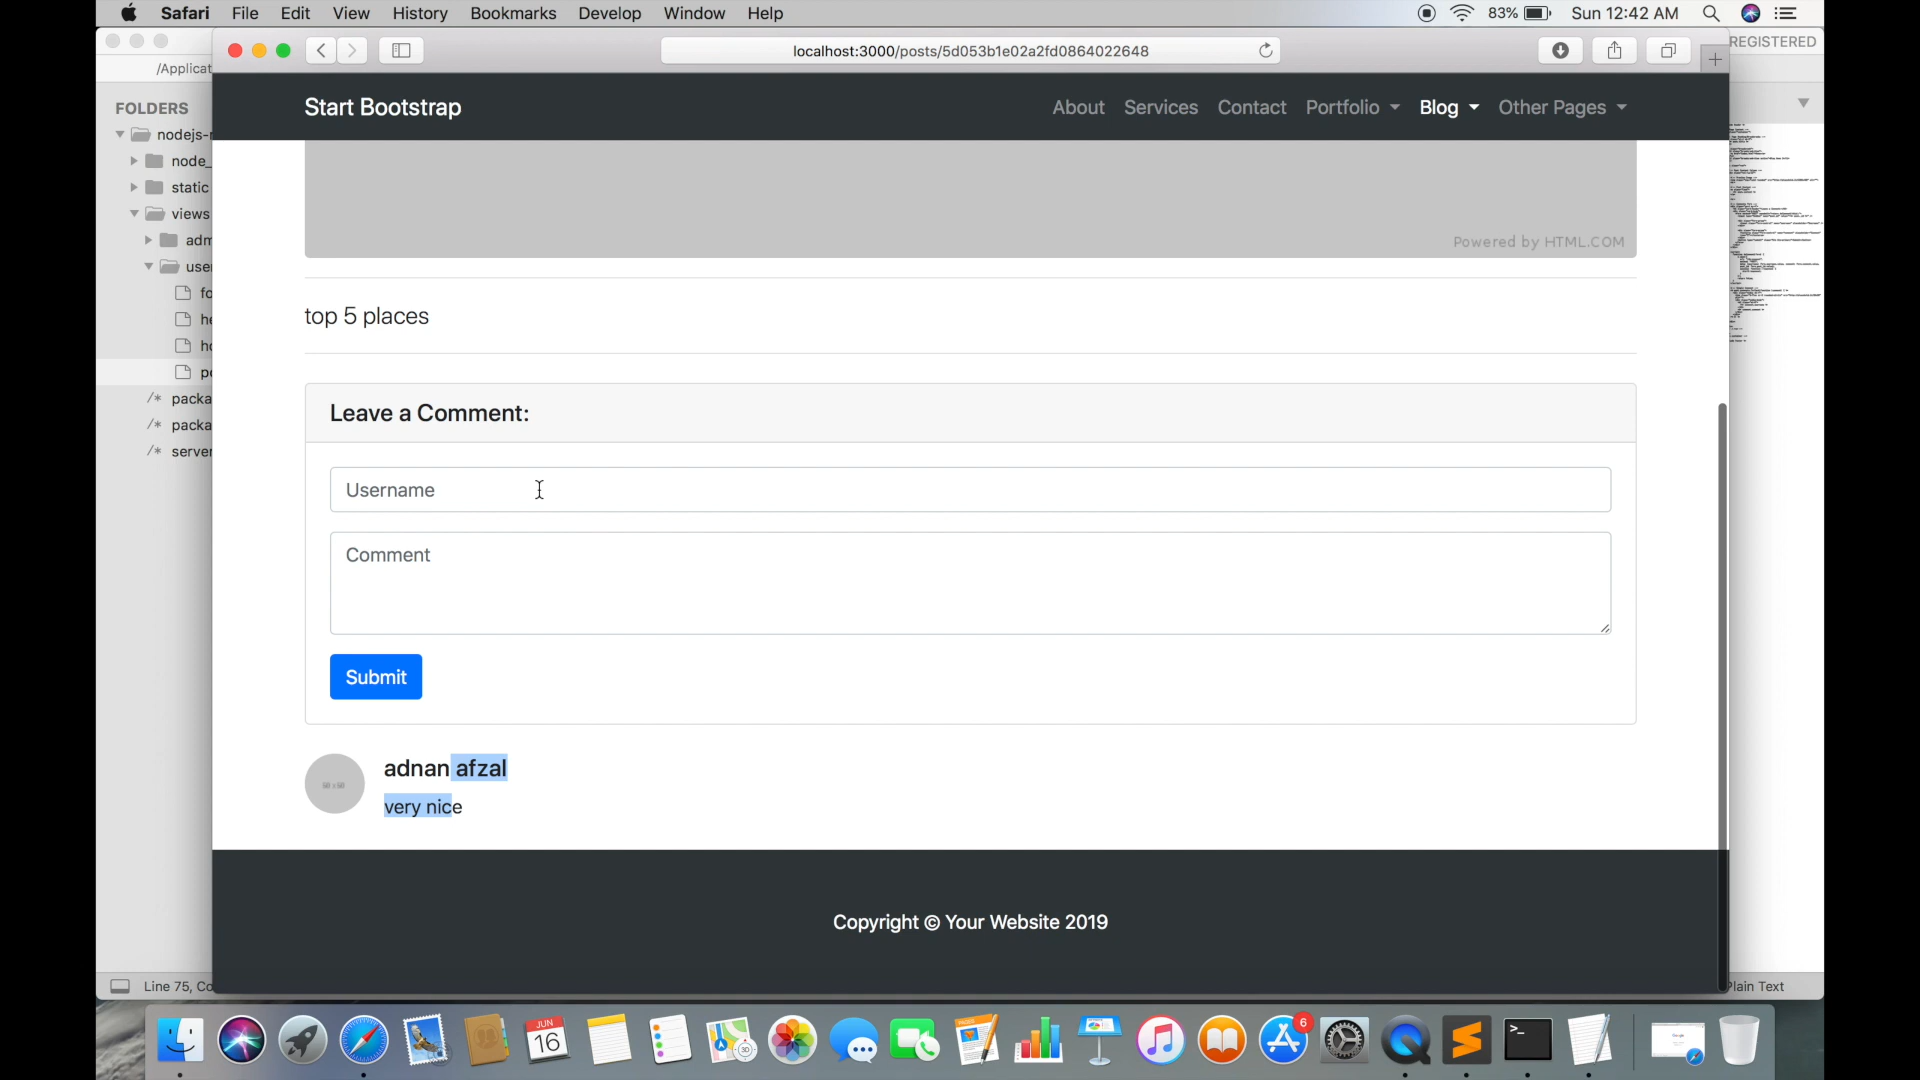 Safari File Edit View History Bookmarks Develop Window Help 83% Sun 12:42 AM
localhost:3000/posts/5d053b1e02a2fd0864022648
REGISTERED
/Applicat
Start Bootstrap About Services Contact Portfolio Blog Other Pages
FOLDERS
nodejs-
node_
static
views
adm
use
fo
he
ho
po
/* packa
/* packa
/* server
Powered by HTML.COM
top 5 places
Leave a Comment:
Username
Comment
Submit
adnan afzal
very nice
Copyright © Your Website 2019
Line 75, Co
Plain Text
JUN
16
3D
6